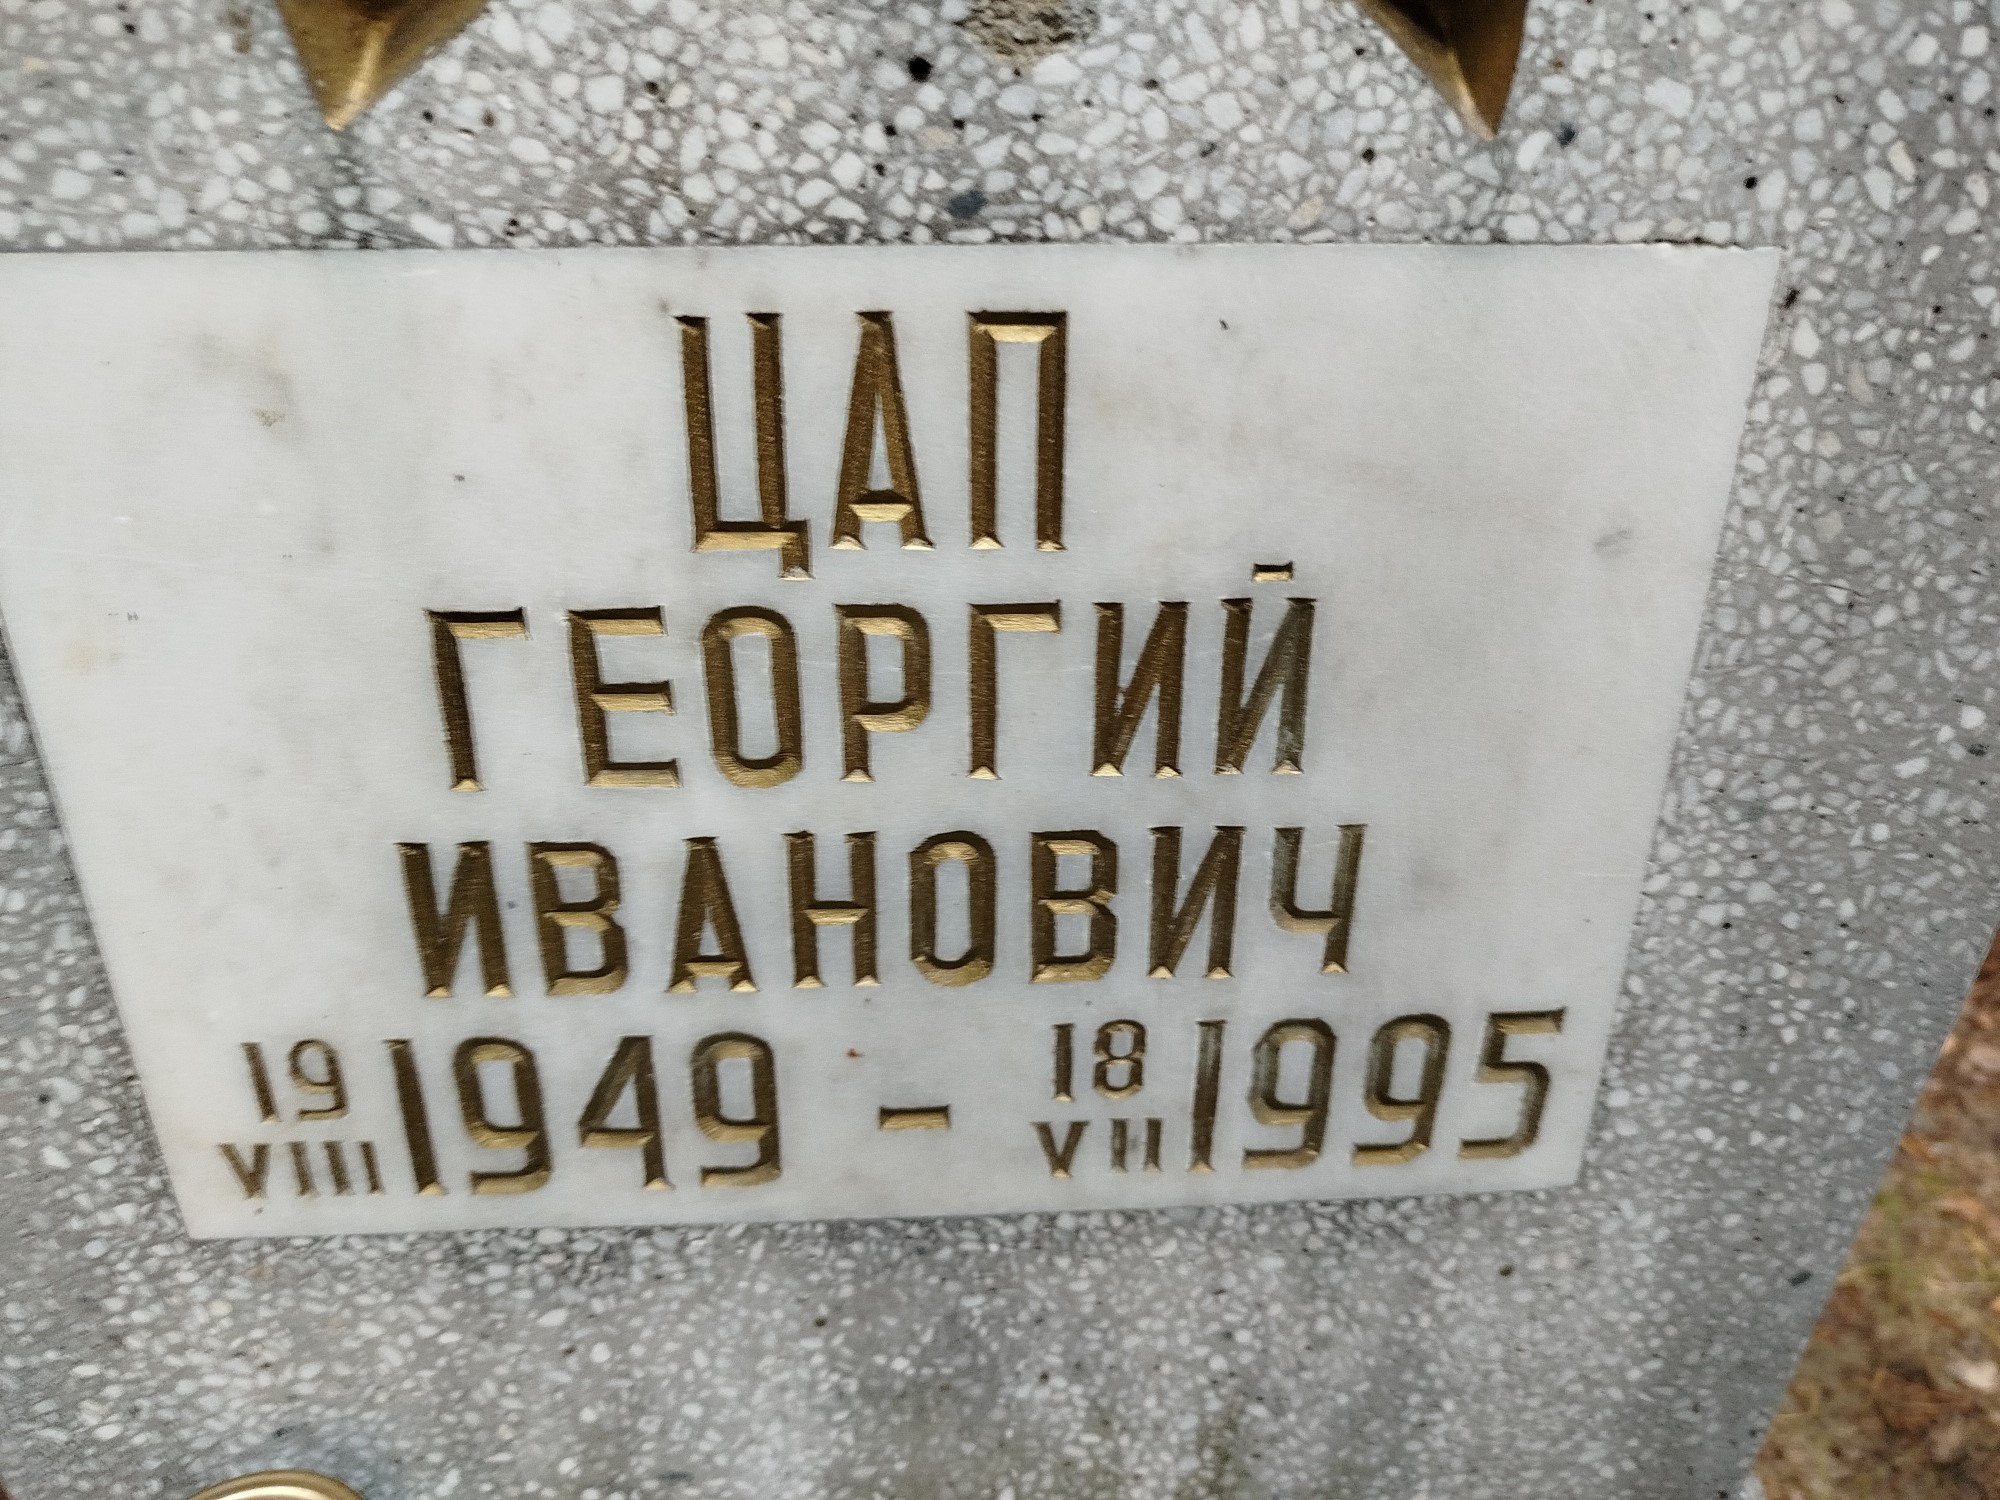 ЦАП
ГЕОРГИЙ
ИВАНОВИЧ
19 VIII 1949 - 18 VII 1995